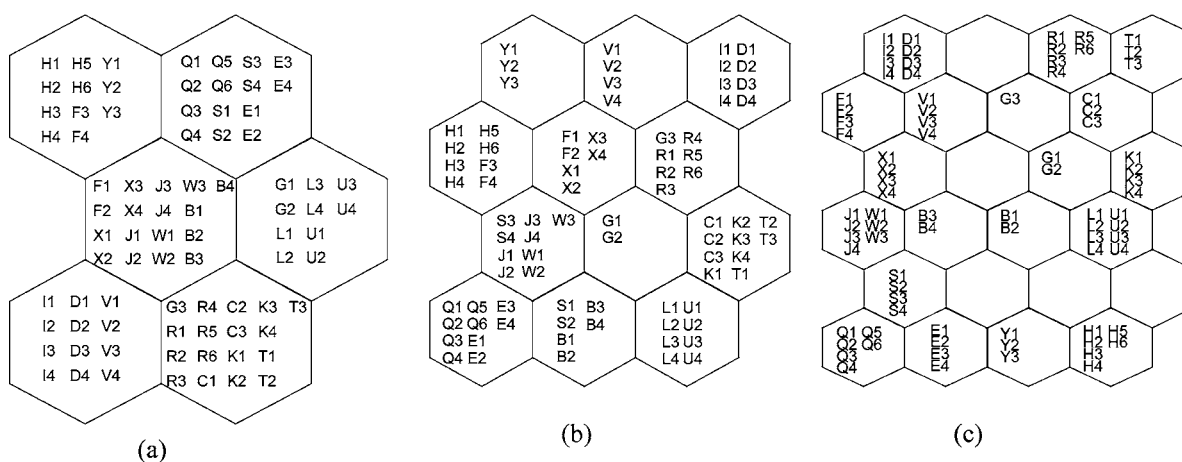 H1 H5 Y1
H2 H6 Y2
H3 F3 Y3
H4 F4
Q1 Q5 S3 E3
Q2 Q6 S4 E4
Q3 S1 E1
Q4 S2 E2
F1 X3 J3 W3 B4
F2 X4 J4 B1
X1 J1 W1 B2
X2 J2 W2 B3
G1 L3 U3
G2 L4 U4
L1 U1
L2 U2
I1 D1 V1
I2 D2 V2
I3 D3 V3
I4 D4 V4
G3 R4 C2 K3 T3
R1 R5 C3 K4
R2 R6 K1 T1
R3 C1 K2 T2
(a)
Y1
Y2
Y3
V1
V2
V3
V4
I1 D1
I2 D2
I3 D3
I4 D4
H1 H5
H2 H6
H3 F3
H4 F4
F1 X3
F2 X4
X1
X2
G3 R4
R1 R5
R2 R6
R3
S3 J3 W3
S4 J4
J1 W1
J2 W2
G1
G2
C1 K2 T2
C2 K3 T3
C3 K4
K1 T1
Q1 Q5 E3
Q2 Q6 E4
Q3 E1
Q4 E2
S1 B3
S2 B4
B1
B2
L1 U1
L2 U2
L3 U3
L4 U4
(b)
I1 D1
I2 D2
I3 D3
I4 D4
R1 R5
R2 R6
R3
R4
T1
T2
T3
F1
F2
F3
F4
V1
V2
V3
V4
G3
C1
C2
C3
X1
X2
X3
X4
G1
G2
K1
K2
K3
K4
J1 W1
J2 W2
J3 W3
J4
B3
B4
B1
B2
L1 U1
L2 U2
L3 U3
L4 U4
S1
S2
S3
S4
Q1 Q5
Q2 Q6
Q3
Q4
E1
E2
E3
E4
Y1
Y2
Y3
H1 H5
H2 H6
H3
H4
(c)